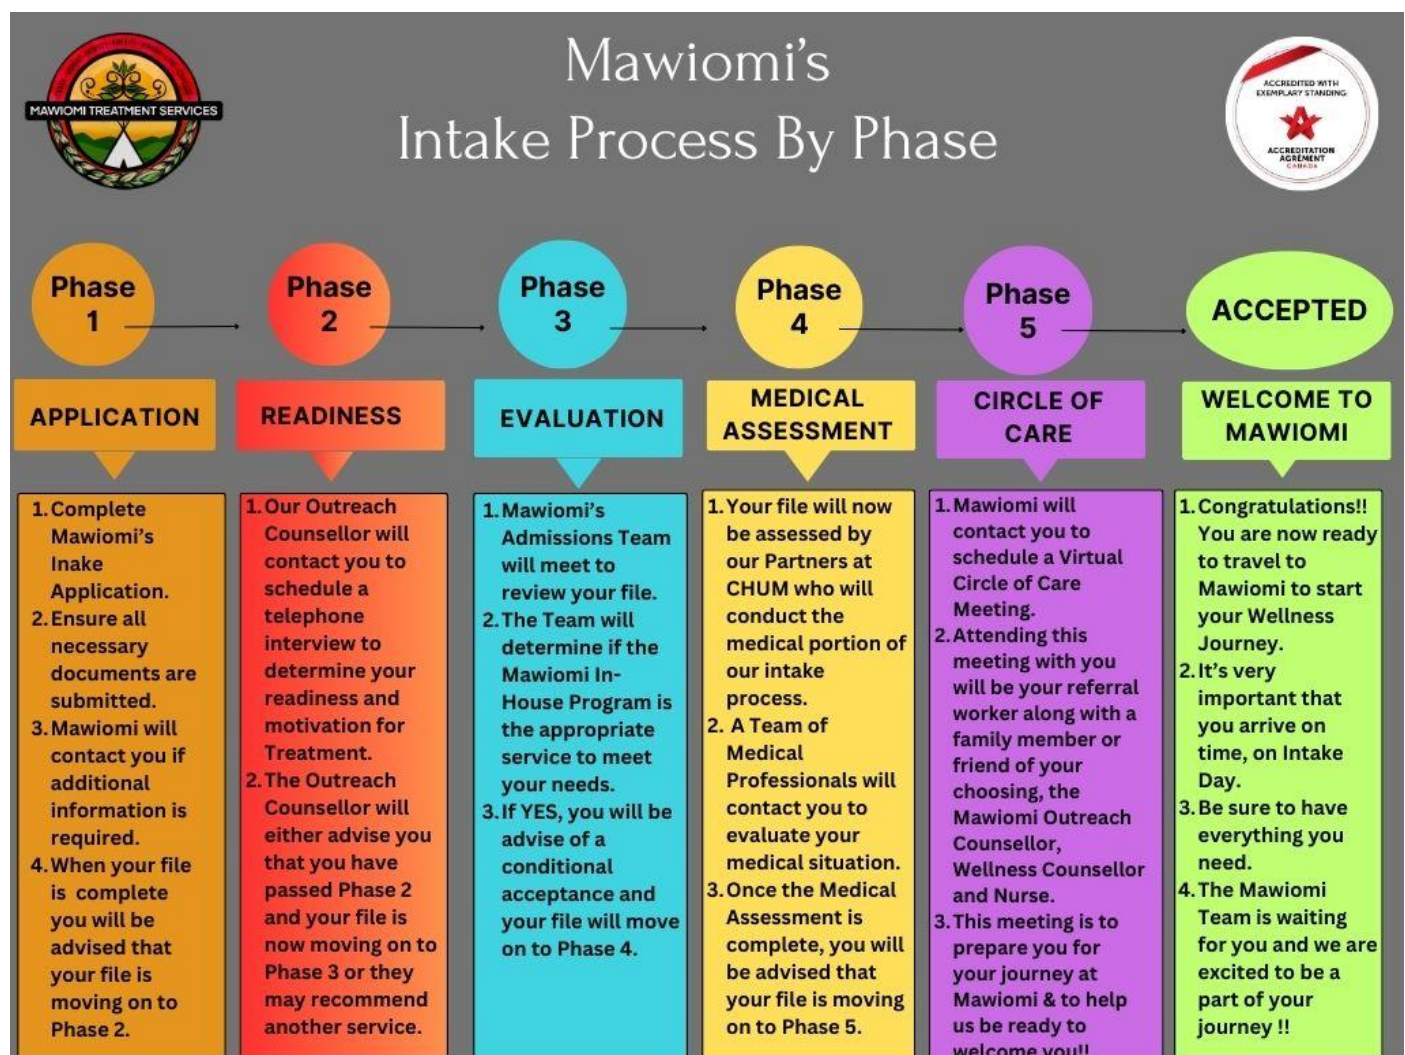 Mawiomi's
Intake Process By Phase
MAWIOMI TREATMENT SERVICES
ACCREDITED WITH
EXEMPLARY STANDING
ACCREDITATION
AGRÉMENT
CANADA
Phase
1
Phase
2
Phase
3
Phase
4
Phase
5
ACCEPTED
APPLICATION
READINESS
EVALUATION
MEDICAL
ASSESSMENT
CIRCLE OF
CARE
WELCOME TO
MAWIOMI
1. Complete
Mawiomi's
Inake
Application.
2. Ensure all
necessary
documents are
submitted.
3. Mawiomi will
contact you if
additional
information is
required.
4. When your file
is complete
you will be
advised that
your file is
moving on to
Phase 2.
1. Our Outreach
Counsellor will
contact you to
schedule a
telephone
interview to
determine your
readiness and
motivation for
Treatment.
2. The Outreach
Counsellor will
either advise you
that you have
passed Phase 2
and your file is
now moving on to
Phase 3 or they
may recommend
another service.
1. Mawiomi's
Admissions Team
will meet to
review your file.
2. The Team will
determine if the
Mawiomi In-
House Program is
the appropriate
service to meet
your needs.
3. If YES, you will be
advise of a
conditional
acceptance and
your file will move
on to Phase 4.
1. Your file will now
be assessed by
our Partners at
CHUM who will
conduct the
medical portion of
our intake
process.
2. A Team of
Medical
Professionals will
contact you to
evaluate your
medical situation.
3. Once the Medical
Assessment is
complete, you will
be advised that
your file is moving
on to Phase 5.
1. Mawiomi will
contact you to
schedule a Virtual
Circle of Care
Meeting.
2. Attending this
meeting with you
will be your referral
worker along with a
family member or
friend of your
choosing, the
Mawiomi Outreach
Counsellor,
Wellness Counsellor
and Nurse.
3. This meeting is to
prepare you for
your journey at
Mawiomi & to help
us be ready to
welcome you!!
1. Congratulations!!
You are now ready
to travel to
Mawiomi to start
your Wellness
Journey.
2. It's very
important that
you arrive on
time, on Intake
Day.
3. Be sure to have
everything you
need.
4. The Mawiomi
Team is waiting
for you and we are
excited to be a
part of your
journey !!